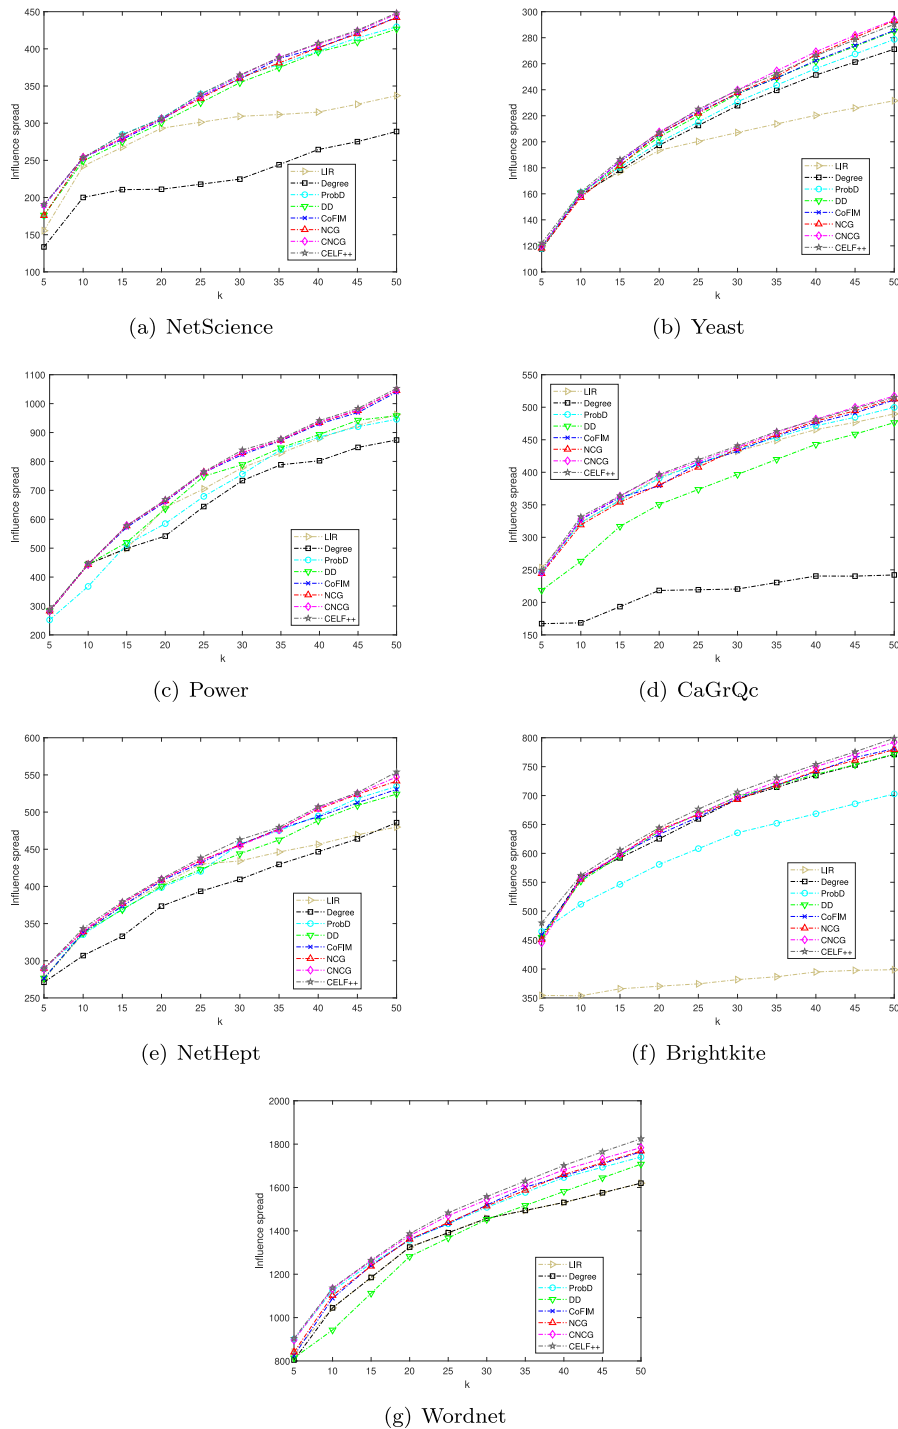 450
400
350
300
250
200
150
100
Influence spread
LIR
Degree
ProbD
DD
CoFIM
NCG
CNCG
CELF++
5 10 15 20 25 30 35 40 45 50
k
(a) NetScience
300
280
260
240
220
200
180
160
140
120
100
Influence spread
LIR
Degree
ProbD
DD
CoFIM
NCG
CNCG
CELF++
5 10 15 20 25 30 35 40 45 50
k
(b) Yeast
1100
1000
900
800
700
600
500
400
300
200
Influence spread
LIR
Degree
ProbD
DD
CoFIM
NCG
CNCG
CELF++
5 10 15 20 25 30 35 40 45 50
k
(c) Power
550
500
450
400
350
300
250
200
150
Influence spread
LIR
Degree
ProbD
DD
CoFIM
NCG
CNCG
CELF++
5 10 15 20 25 30 35 40 45 50
k
(d) CaGrQc
600
550
500
450
400
350
300
250
Influence spread
LIR
Degree
ProbD
DD
CoFIM
NCG
CNCG
CELF++
5 10 15 20 25 30 35 40 45 50
k
(e) NetHept
800
750
700
650
600
550
500
450
400
350
Influence spread
LIR
Degree
ProbD
DD
CoFIM
NCG
CNCG
CELF++
5 10 15 20 25 30 35 40 45 50
k
(f) Brightkite
2000
1800
1600
1400
1200
1000
800
Influence spread
LIR
Degree
ProbD
DD
CoFIM
NCG
CNCG
CELF++
5 10 15 20 25 30 35 40 45 50
k
(g) Wordnet